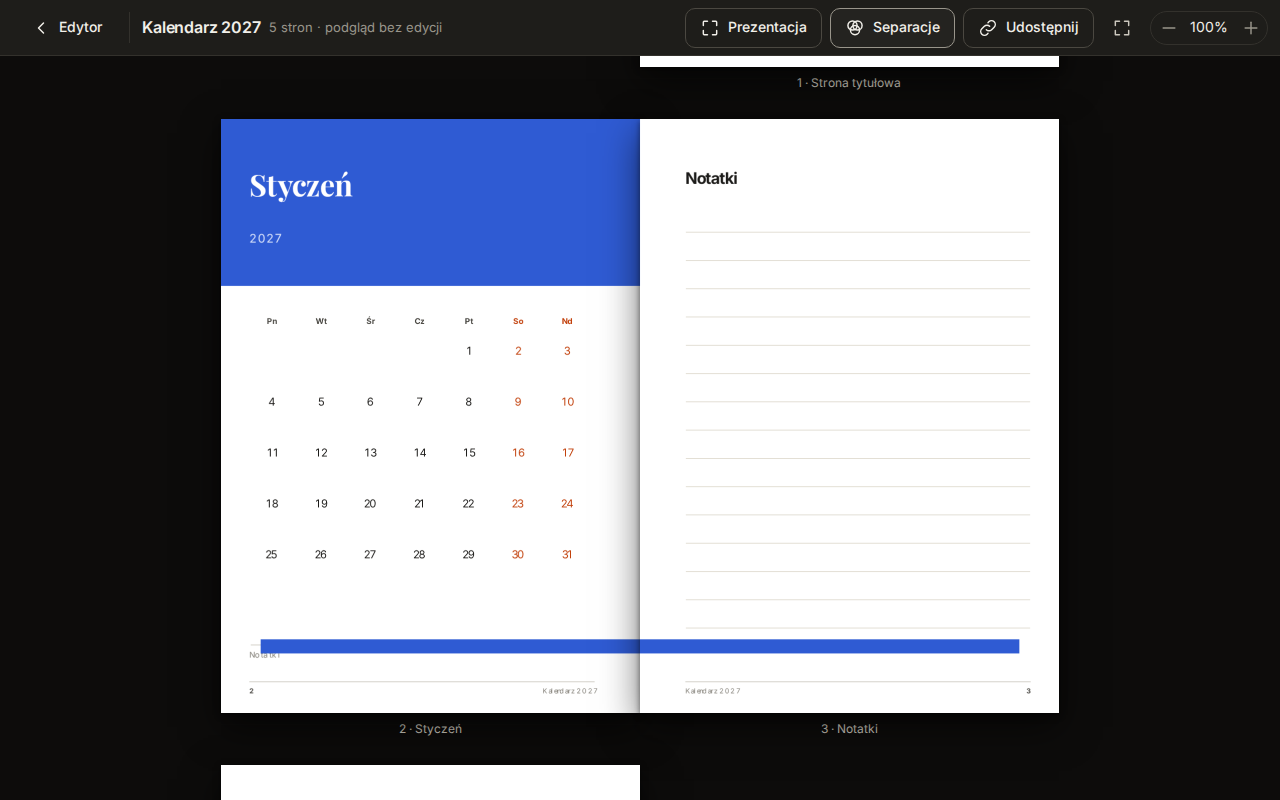 Edytor
Kalendarz 2027 5 stron · podgląd bez edycji
Prezentacja
Separacje
Udostępnij
100%
1 · Strona tytułowa
Styczeń
2027
Pn Wt Śr Cz Pt So Nd
1 2 3
4 5 6 7 8 9 10
11 12 13 14 15 16 17
18 19 20 21 22 23 24
25 26 27 28 29 30 31
Notatki
2 Kalendarz 2027
Notatki
Kalendarz 2027 3
2 · Styczeń
3 · Notatki